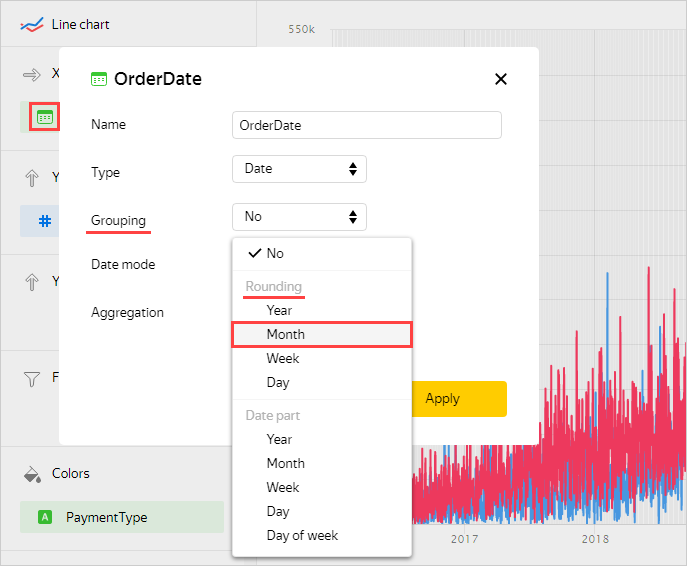 Line chart
550k
X
OrderDate
Name
OrderDate
Type
Date
Y
Grouping
No
#
Date mode
No
Y
Rounding
Aggregation
Year
Month
Week
F
Day
Apply
Date part
Year
Month
Colors
Week
A PaymentType
Day
Day of week
2017
2018